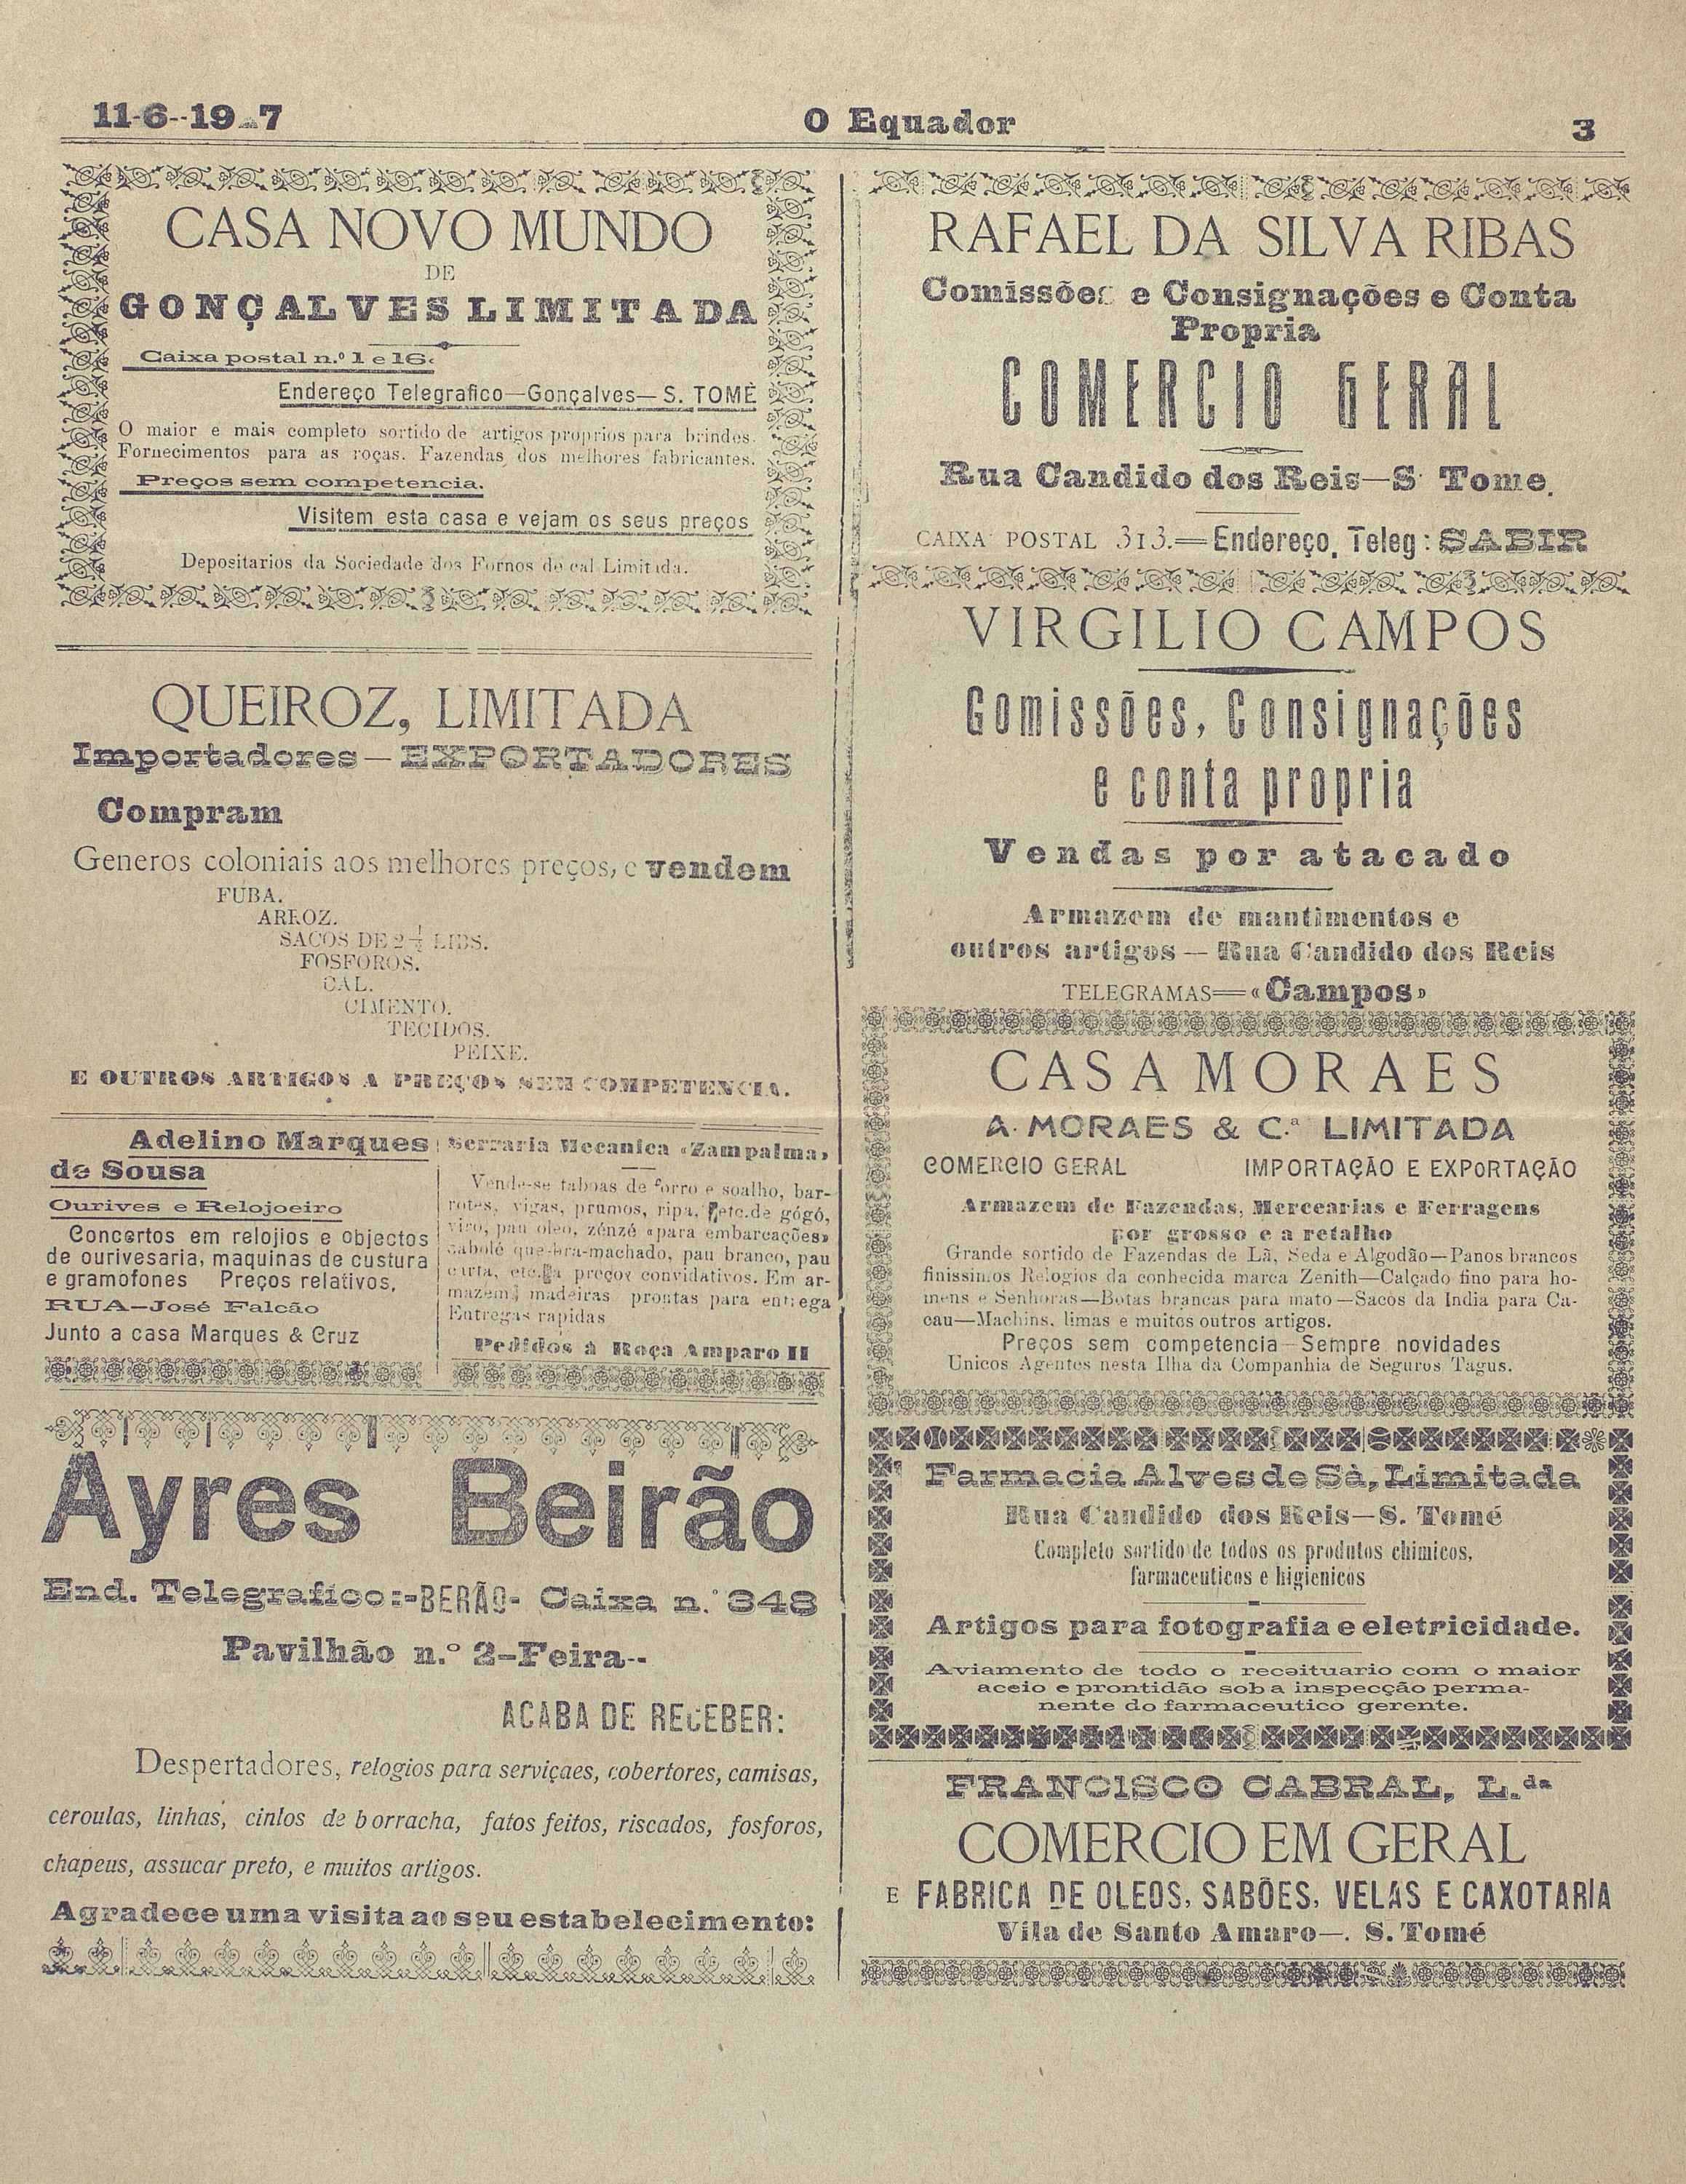 11-6--19 7
O Equador
3
CASA NOVO MUNDO
DE
GONÇALVES LIMITADA
Caixa postal n.º 1 e 16.
Endereço Telegrafico—Gonçalves—S. TOMÉ
O maior e mais completo sortido de artigos proprios para brindes.
Fornecimentos para as roças. Fazendas dos melhores fabricantes.
Preços sem competencia.
Visitem esta casa e vejam os seus preços
Depositarios da Sociedade dos Fornos de cal Limitada.
QUEIROZ, LIMITADA
Importadores—EXPORTADORES
Compram
Generos coloniais aos melhores preços, e vendem
FUBA.
ARROZ.
SACOS DE 2 LIBS.
FOSFOROS.
CAL.
CIMENTO.
TECIDOS.
PEIXE.
E OUTROS ARTIGOS A PREÇOS SEM COMPETENCIA.
Adelino Marques
de Sousa
Ourives e Relojoeiro
Concertos em relojios e objectos
de ourivesaria, maquinas de custura
e gramofones Preços relativos.
RUA—José Falcão
Junto a casa Marques & Cruz
Serraria Mecanica «Zampalma»
Vende-se taboas de forro e soalho, bar-
rotes, vigas, prumos, ripa, etc.de gógó,
viro, pau oleo, zénzé «para embarcações»
quebra-machado, pau branco, pau
etc. a preços convidativos. Em ar-
mazem madeiras prontas para entrega
Entregas rapidas
Pedidos á Roça Amparo II
Ayres Beirão
End. Telegrafico:-BERÃO- Caixa n.º 348
Pavilhão n.º 2-Feira--
ACABA DE RECEBER:
Despertadores, relogios para serviçaes, cobertores, camisas,
ceroulas, linhas, cintos de borracha, fatos feitos, riscados, fosforos,
chapeus, assucar preto, e muitos artigos.
Agradece uma visita ao seu estabelecimento:
RAFAEL DA SILVA RIBAS
Comissões e Consignações e Conta
Propria
COMERCIO GERAL
Rua Candido dos Reis—S. Tome.
CAIXA POSTAL 313.=Endereço. Teleg: SABIR
VIRGILIO CAMPOS
Gomissões, Consignações
e conta propria
Vendas por atacado
Armazem de mantimentos e
outros artigos — Rua Candido dos Reis
TELEGRAMAS=«Campos»
CASA MORAES
A. MORAES & C.ª LIMITADA
COMERCIO GERAL IMPORTAÇÃO E EXPORTAÇÃO
Armazem de Fazendas, Mercearias e Ferragens
por grosso e a retalho
Grande sortido de Fazendas de Lã, Seda e Algodão—Panos brancos
finissimos Relogios da conhecida marca Zenith—Calçado fino para ho-
mens e Senhoras—Botas brancas para mato—Sacos da India para Ca-
cau—Machins, limas e muitos outros artigos.
Preços sem competencia—Sempre novidades
Unicos Agentes nesta Ilha da Companhia de Seguros Tagus.
Farmacia Alves de Sà, Limitada
Rua Candido dos Reis—S. Tomé
Completo sortido de todos os produtos chimicos,
farmaceuticos e higienicos
Artigos para fotografia e eletricidade.
Aviamento de todo o receituario com o maior
aceio e prontidão sob a inspecção perma-
nente do farmaceutico gerente.
FRANCISCO CABRAL, L.da
COMERCIO EM GERAL
E FABRICA DE OLEOS, SABÕES, VELAS E CAXOTARIA
Vila de Santo Amaro—. S. Tomé